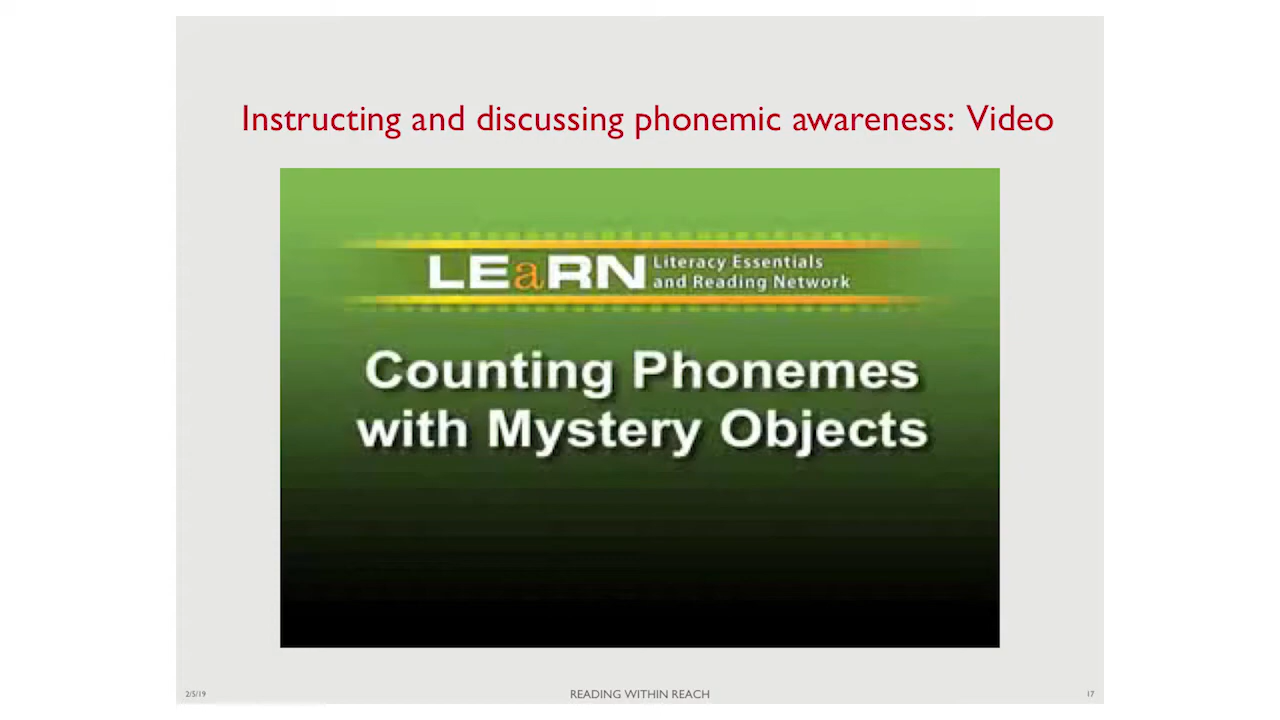 Instructing and discussing phonemic awareness: Video
LEaRN
Literacy Essentials
and Reading Network
Counting Phonemes
with Mystery Objects
2/5/19
READING WITHIN REACH
17